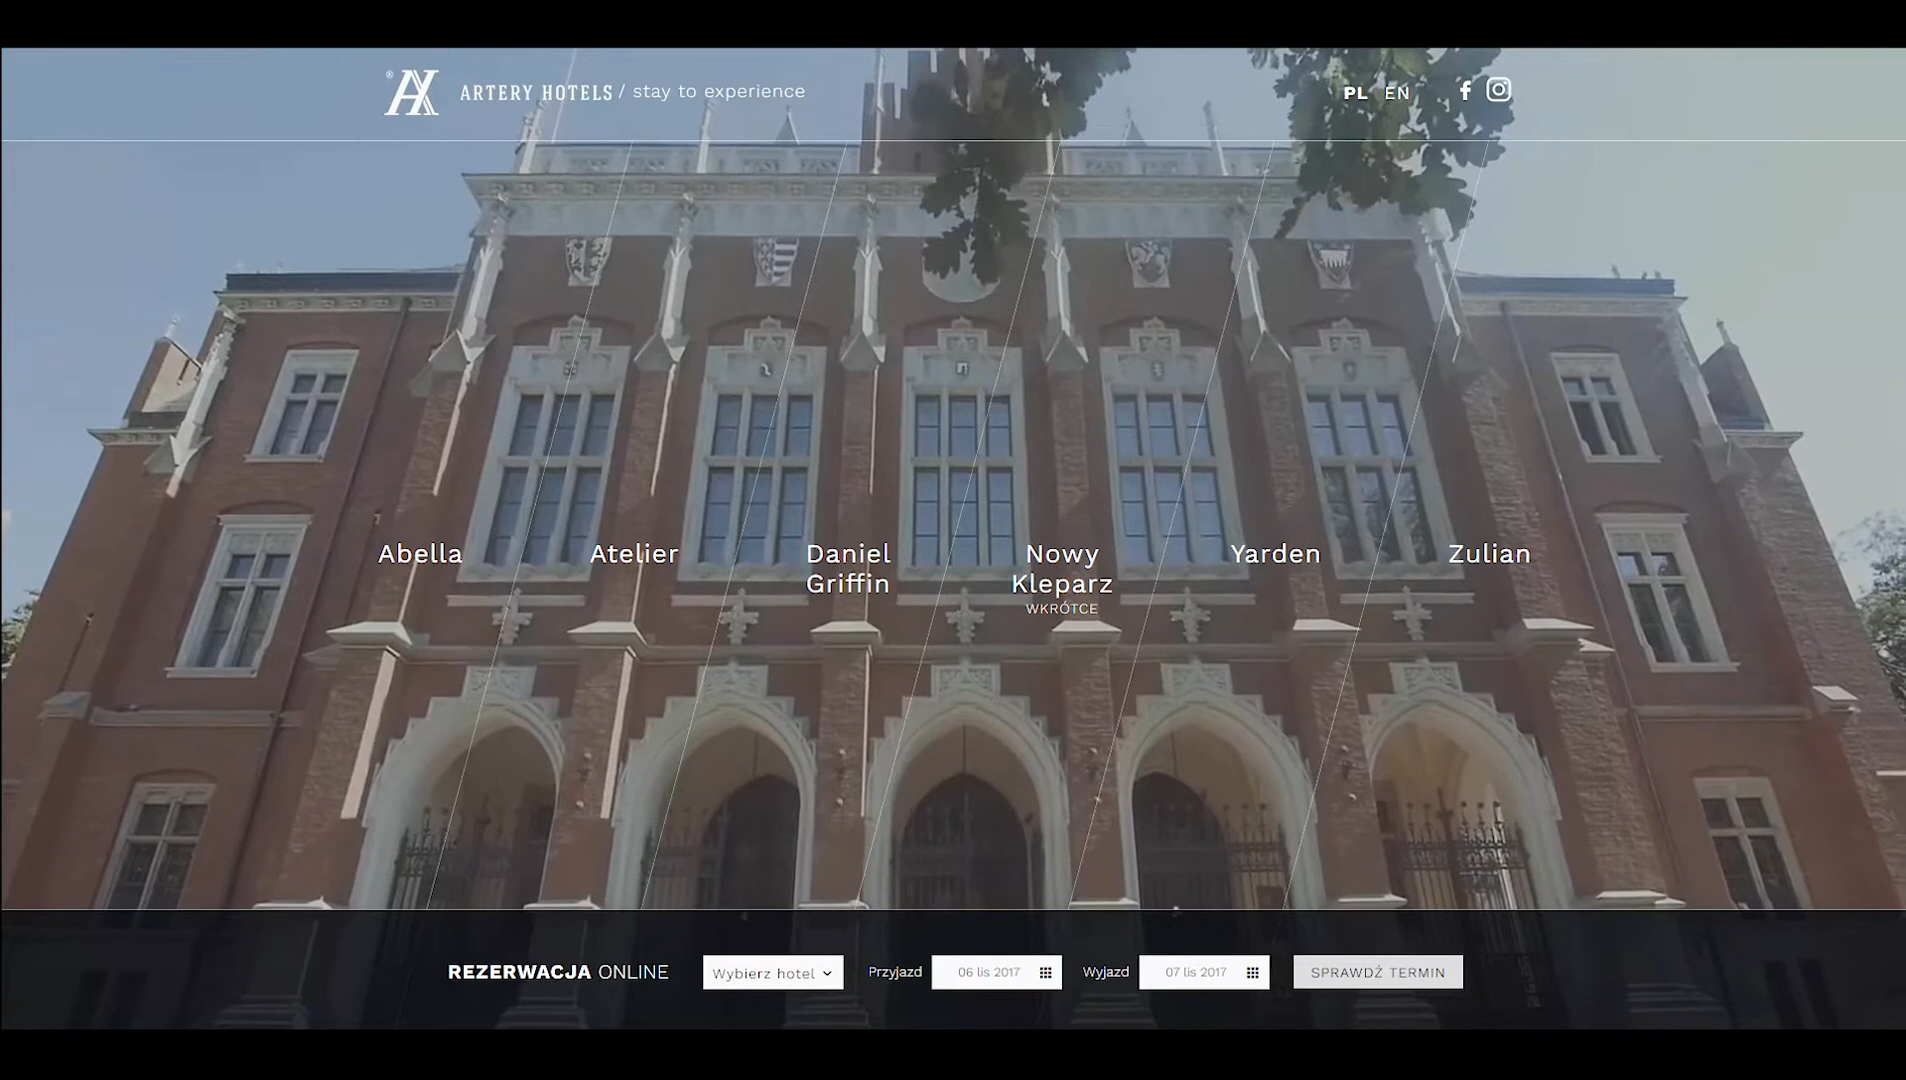 ARTERY HOTELS / stay to experience
PL EN
Abella
Atelier
Daniel
Griffin
Nowy
Kleparz
WKRÓTCE
Yarden
Zulian
REZERWACJA ONLINE
Wybierz hotel
Przyjazd
06 lis 2017
Wyjazd
07 lis 2017
SPRAWDŹ TERMIN